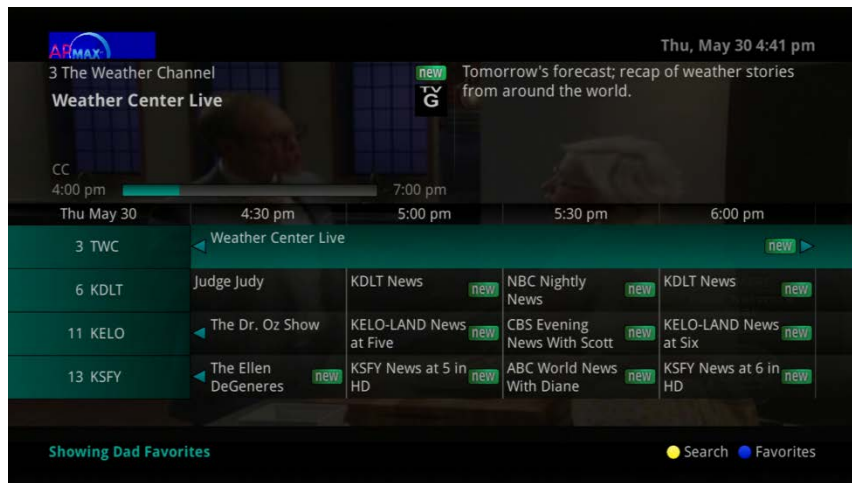 APMAX
Thu, May 30 4:41 pm
3 The Weather Channel
new
Tomorrow's forecast; recap of weather stories
from around the world.
Weather Center Live
TV
G
CC
4:00 pm
7:00 pm
Thu May 30
4:30 pm
5:00 pm
5:30 pm
6:00 pm
3 TWC
Weather Center Live
new
6 KDLT
Judge Judy
KDLT News
new
NBC Nightly
News
new
KDLT News
new
11 KELO
The Dr. Oz Show
KELO-LAND News
at Five
new
CBS Evening
News With Scott
new
KELO-LAND News
at Six
new
13 KSFY
The Ellen
DeGeneres
new
KSFY News at 5 in
HD
new
ABC World News
With Diane
new
KSFY News at 6 in
HD
new
Showing Dad Favorites
Search
Favorites